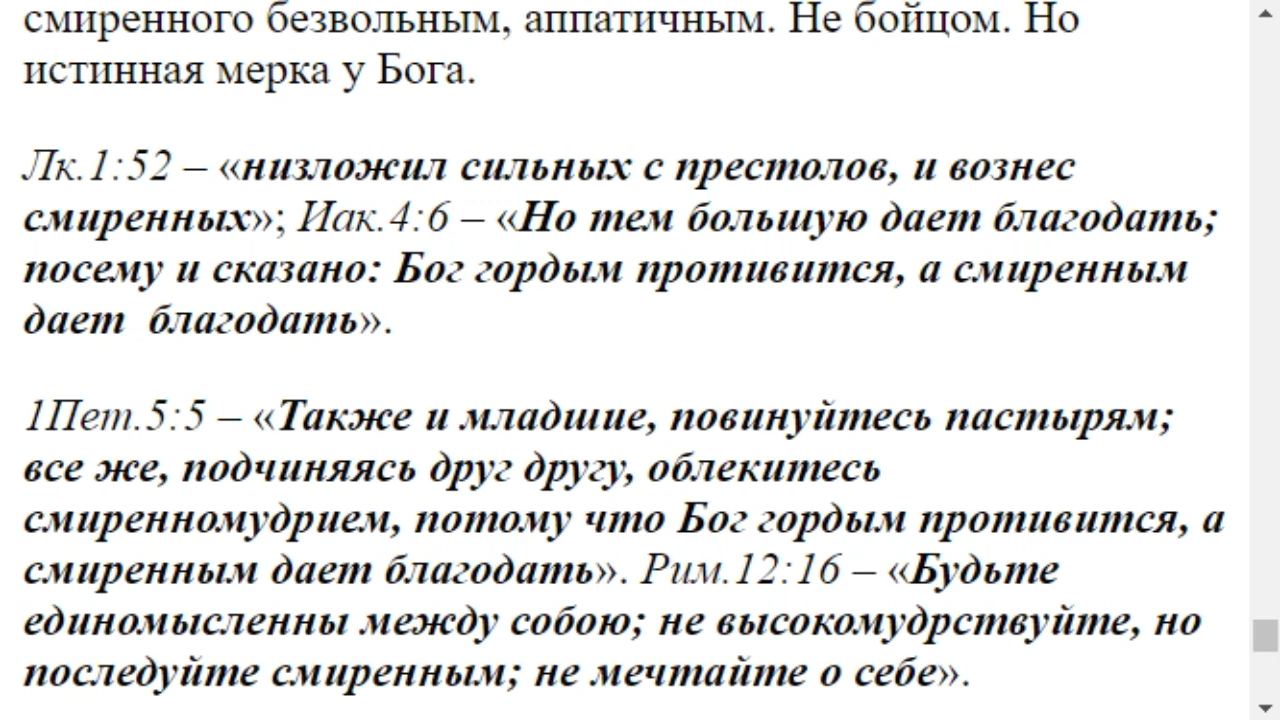 смиренного безвольным, аппатичным. Не бойцом. Но
истинная мерка у Бога.
Лк.1:52 – «низложил сильных с престолов, и вознес
смиренных»; Иак.4:6 – «Но тем большую дает благодать;
посему и сказано: Бог гордым противится, а смиренным
дает  благодать».
1Пет.5:5 – «Также и младшие, повинуйтесь пастырям;
все же, подчиняясь друг другу, облекитесь
смиренномудрием, потому что Бог гордым противится, а
смиренным дает благодать». Рим.12:16 – «Будьте
единомысленны между собою; не высокомудрствуйте, но
последуйте смиренным; не мечтайте о себе».